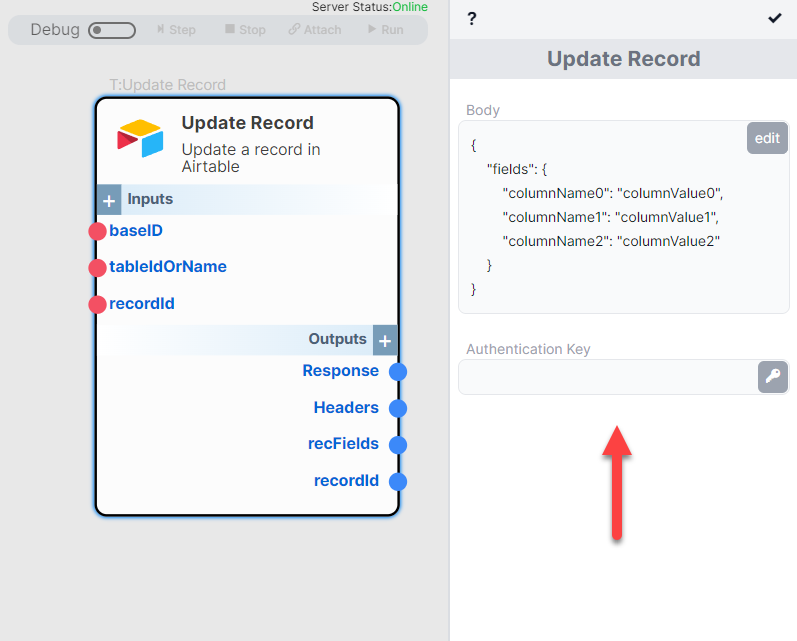 Server Status:Online
Debug
Step
Stop
Attach
Run
T:Update Record
Update Record
Update a record in
Airtable
+ Inputs
baseID
tableIdOrName
recordId
Outputs +
Response
Headers
recFields
recordId
?
Update Record
Body
edit
{
"fields": {
"columnName0": "columnValue0",
"columnName1": "columnValue1",
"columnName2": "columnValue2"
}
}
Authentication Key